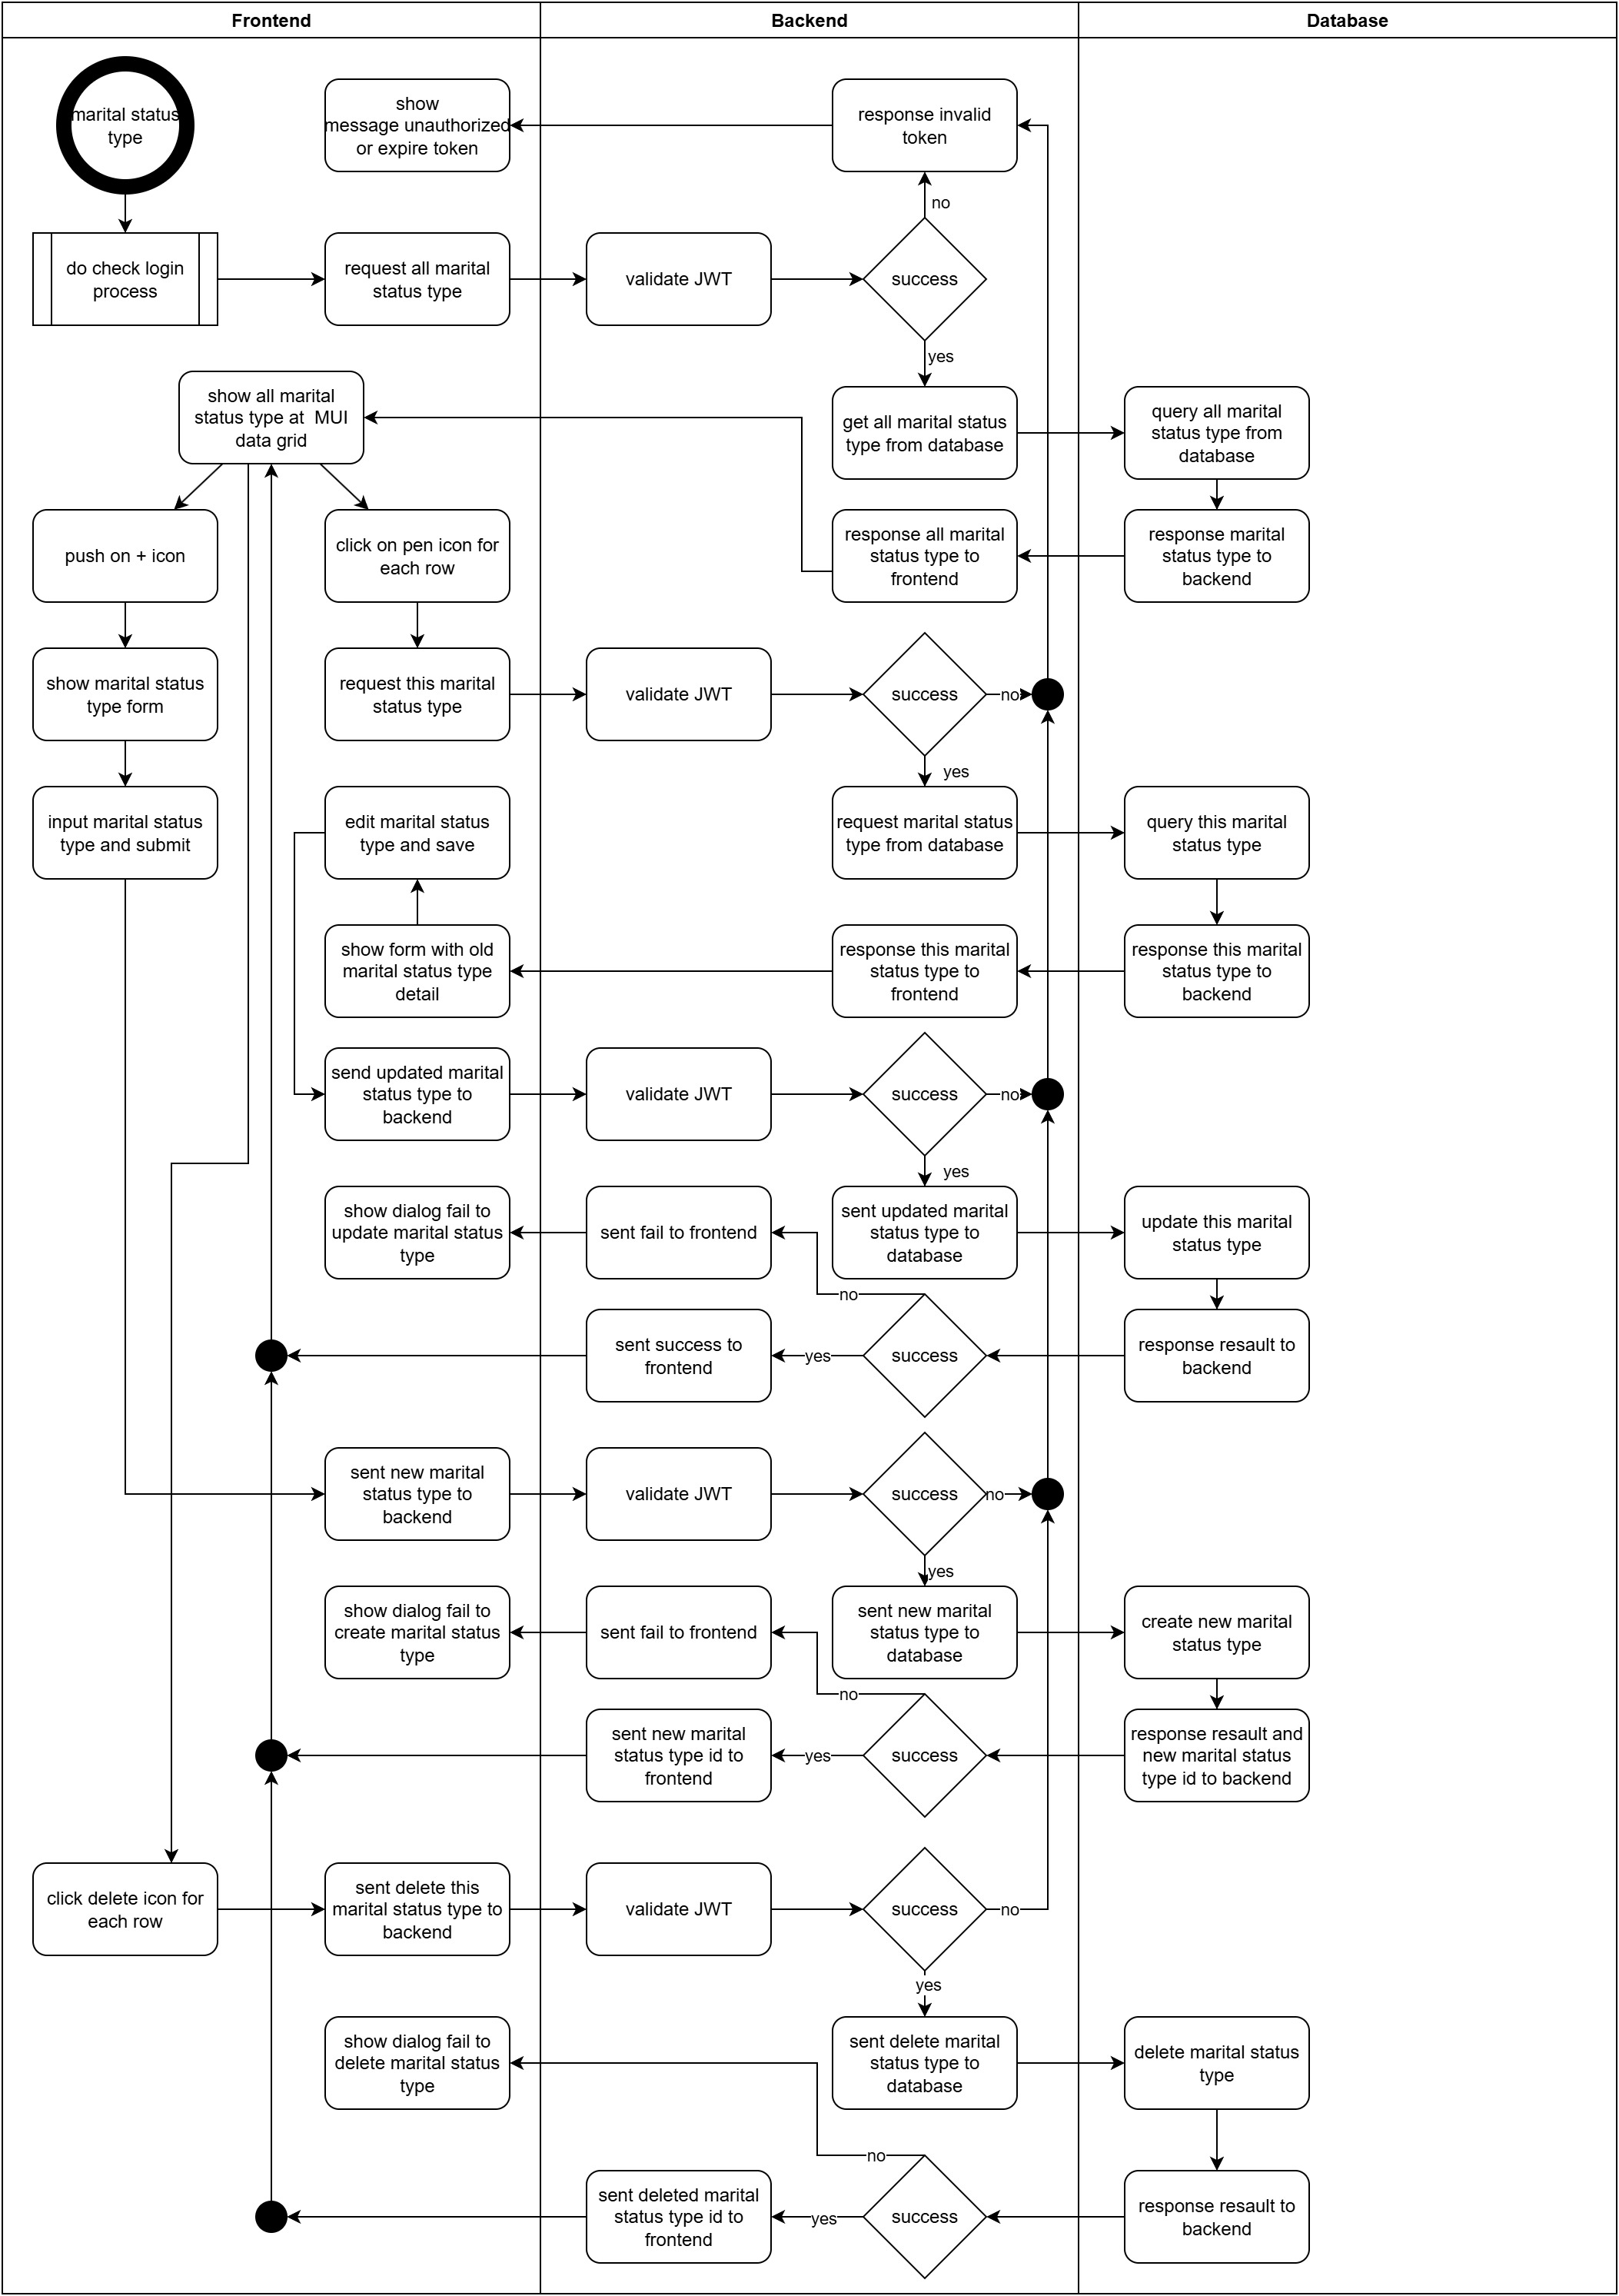 Frontend
Backend
Database
marital status
type
show
message unauthorized
or expire token
response invalid
token
no
do check login
process
request all marital
status type
validate JWT
success
yes
show all marital
status type at  MUI
data grid
get all marital status
type from database
query all marital
status type from
database
push on + icon
click on pen icon for
each row
response all marital
status type to
frontend
response marital
status type to
backend
show marital status
type form
request this marital
status type
validate JWT
success
no
yes
input marital status
type and submit
edit marital status
type and save
request marital status
type from database
query this marital
status type
show form with old
marital status type
detail
response this marital
status type to
frontend
response this marital
status type to
backend
send updated marital
status type to
backend
validate JWT
success
no
yes
show dialog fail to
update marital status
type
sent fail to frontend
sent updated marital
status type to
database
update this marital
status type
no
sent success to
frontend
yes
success
response resault to
backend
sent new marital
status type to
backend
validate JWT
success
no
yes
show dialog fail to
create marital status
type
sent fail to frontend
sent new marital
status type to
database
create new marital
status type
no
sent new marital
status type id to
frontend
yes
success
response resault and
new marital status
type id to backend
click delete icon for
each row
sent delete this
marital status type to
backend
validate JWT
success
no
yes
show dialog fail to
delete marital status
type
sent delete marital
status type to
database
delete marital status
type
no
sent deleted marital
status type id to
frontend
yes
success
response resault to
backend